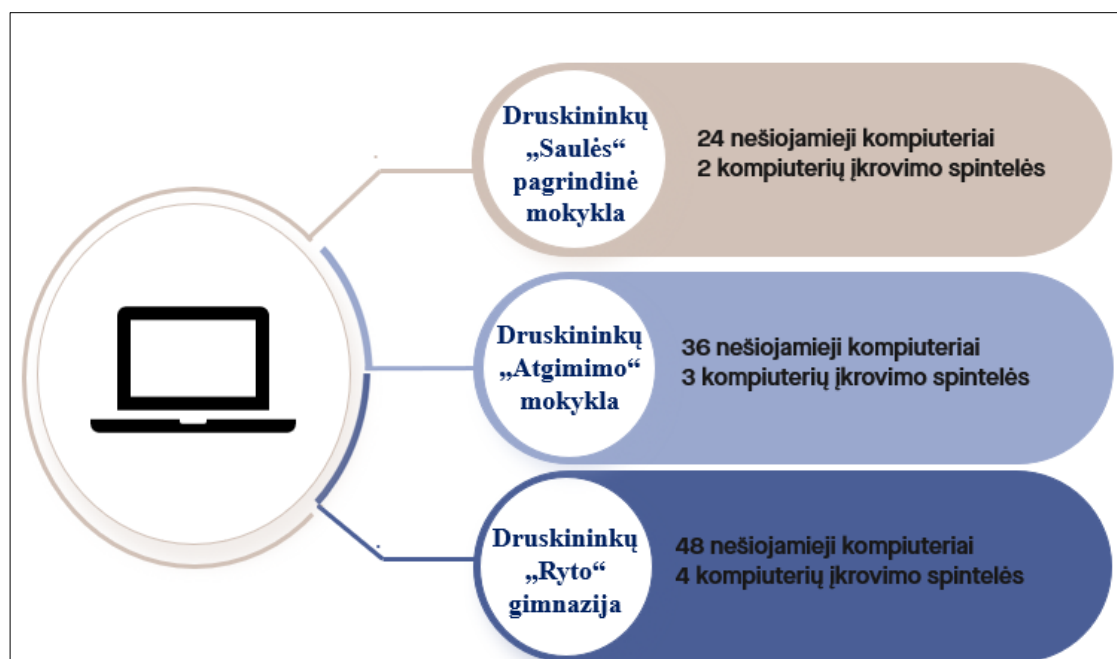 Druskininkų
„Saulės“
pagrindinė
mokykla
24 nešiojamieji kompiuteriai
2 kompiuterių įkrovimo spintelės
Druskininkų
„Atgimimo“
mokykla
36 nešiojamieji kompiuteriai
3 kompiuterių įkrovimo spintelės
Druskininkų
„Ryto“
gimnazija
48 nešiojamieji kompiuteriai
4 kompiuterių įkrovimo spintelės